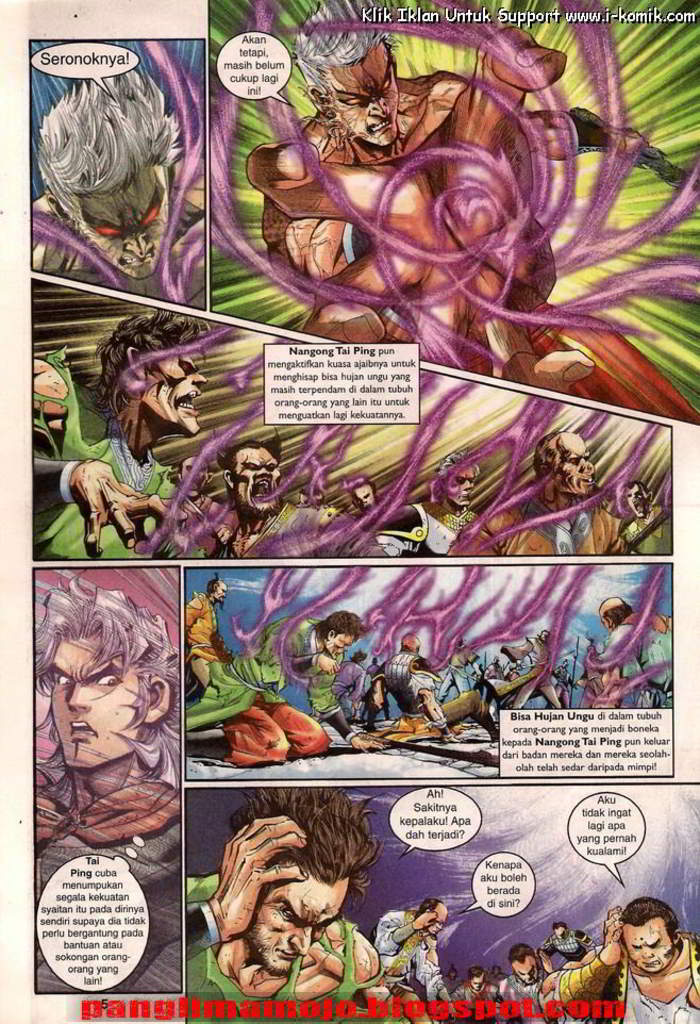 Klik Iklan Untuk Support www.i-komik.com
Seronoknya!
Akan
tetapi,
masih belum
cukup lagi
ini!
Nangong Tai Ping pun
mengaktifkan kuasa ajaibnya untuk
menghisap bisa hujan ungu yang
masih terpendam di dalam tubuh
orang-orang yang lain itu untuk
menguatkan lagi kekuatannya.
Tai
Ping cuba
menumpukan
segala kekuatan
syaitan itu pada dirinya
sendiri supaya dia tidak
perlu bergantung pada
bantuan atau
sokongan orang-
orang yang
lain!
Bisa Hujan Ungu di dalam tubuh
orang-orang yang menjadi boneka
kepada Nangong Tai Ping pun keluar
dari badan mereka dan mereka seolah-
olah telah sedar daripada mimpi!
Ah!
Sakitnya
kepalaku! Apa
dah terjadi?
Kenapa
aku boleh
berada
di sini?
Aku
tidak ingat
lagi apa
yang pernah
kualami!
5
panglimamojo.blogspot.com